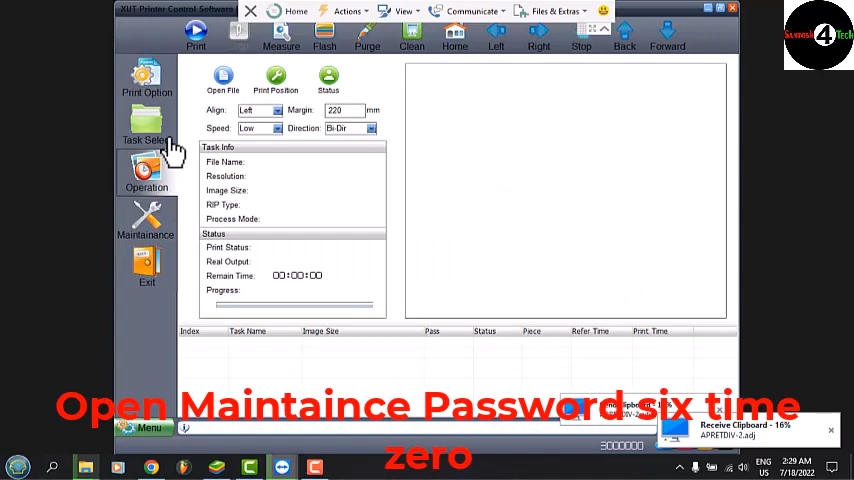 XUT Printer Control Software
Home
Actions
View
Communicate
Files & Extras
Santosh
4
Tech
Print
Measure
Flash
Purge
Clean
Home
Left
Right
Stop
Back
Forward
Print Option
Task Select
Operation
Maintainance
Exit
Open File
Print Position
Status
Align: Left Margin: 220 mm
Speed: Low Direction: Bi-Dir
Task Info
File Name:
Resolution:
Image Size:
RIP Type:
Process Mode:
Status
Print Status:
Real Output:
Remain Time: 00:00:00
Progress:
Index Task Name Image Size Pass Status Piece Refer Time Print Time
Open Maintaince Password six time
zero
Receive Clipboard - 16%
APRETDIV-2.adj
Menu
ENG
US
2:29 AM
7/18/2022